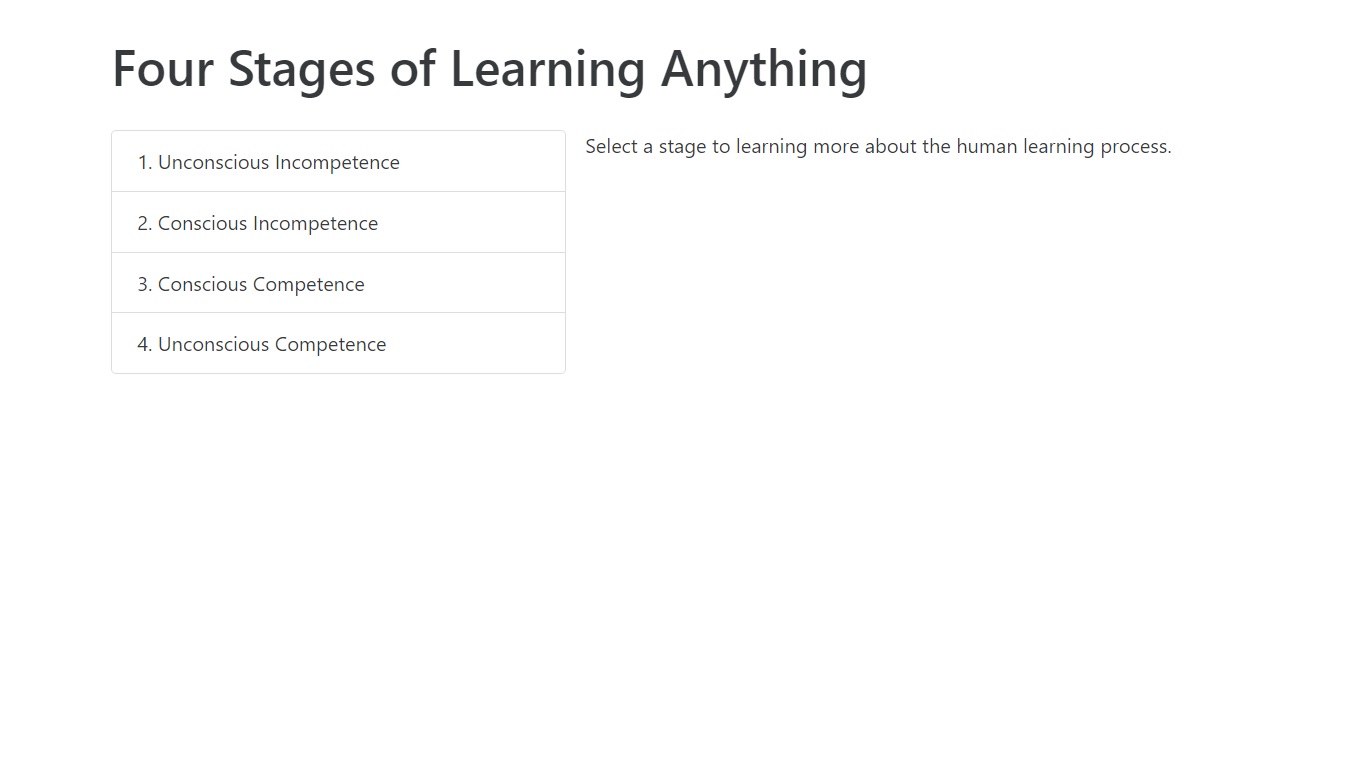 Four Stages of Learning Anything
1. Unconscious Incompetence
2. Conscious Incompetence
3. Conscious Competence
4. Unconscious Competence
Select a stage to learning more about the human learning process.